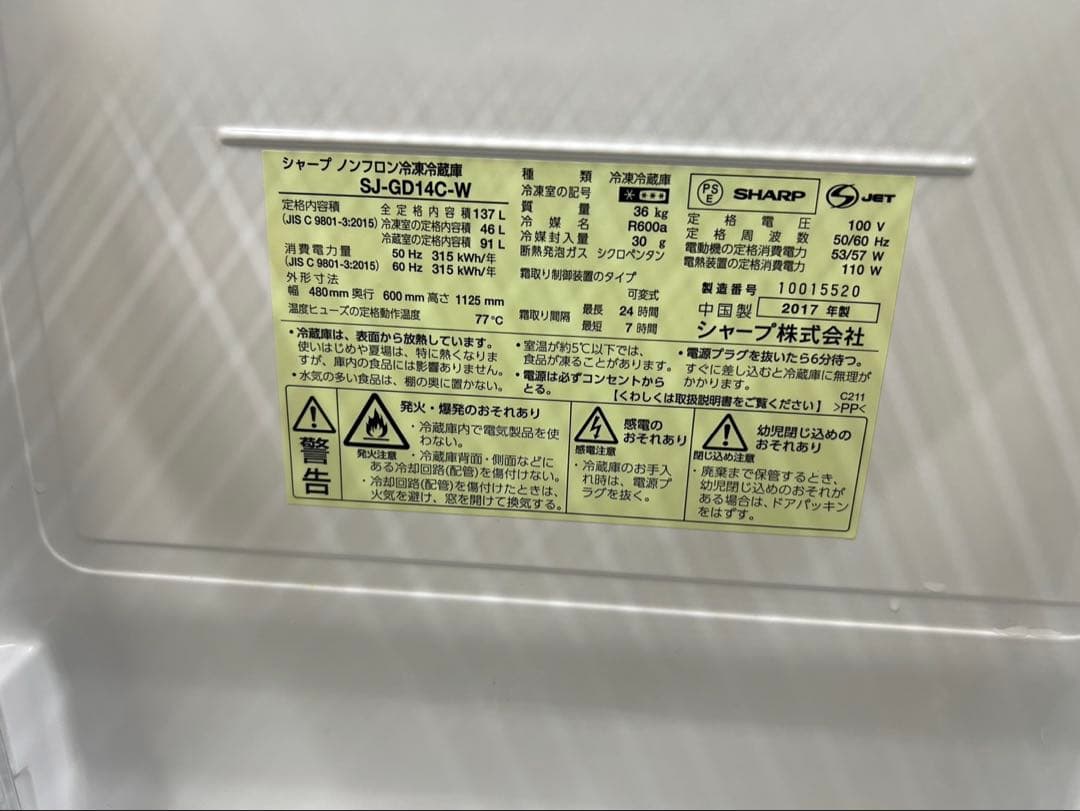 シャープ ノンフロン冷凍冷蔵庫
SJ-GD14C-W
定格内容積 全定格内容積 137 L
(JIS C 9801-3:2015) 冷凍室の定格内容積 46 L
冷蔵室の定格内容積 91 L
消費電力量 50 Hz 315 kWh/年
(JIS C 9801-3:2015) 60 Hz 315 kWh/年
外形寸法
幅 480mm 奥行 600mm 高さ 1125 mm
温度ヒューズの定格動作温度 77℃
種類 冷凍冷蔵庫
冷凍室の記号
質量 36 kg
冷媒名 R600a
冷媒封入量 30 g
断熱発泡ガス シクロペンタン
霜取り制御装置のタイプ
可変式
霜取り間隔 最長 24 時間
最短 7 時間
PS E SHARP JET
定格電圧 100 V
定格周波数 50/60 Hz
電動機の定格消費電力 53/57 W
電熱装置の定格消費電力 110 W
製造番号 10015520
中国製 2017 年製
シャープ株式会社
・冷蔵庫は、表面から放熱しています。
使いはじめや夏場は、特に熱くなりま
すが、庫内の食品には影響ありません。
・水気の多い食品は、棚の奥に置かない。
・室温が約5℃以下では、
食品が凍ることがあります。
・電源は必ずコンセントから
とる。
・電源プラグを抜いたら6分待つ。
すぐに差し込むと冷蔵庫に無理が
かかります。
【くわしくは取扱説明書をご覧ください】
C211
>PP<
警告
発火注意
発火・爆発のおそれあり
・冷蔵庫内で電気製品を使
わない。
・冷蔵庫背面・側面などに
ある冷却回路(配管)を傷付けない。
・冷却回路(配管)を傷付けたときは、
火気を避け、窓を開けて換気する。
感電注意
感電の
おそれあり
・冷蔵庫のお手入
れ時は、電源プ
ラグを抜く。
閉じ込め注意
幼児閉じ込めの
おそれあり
・廃棄まで保管するとき、
幼児閉じ込めのおそれが
ある場合は、ドアパッキン
をはずす。